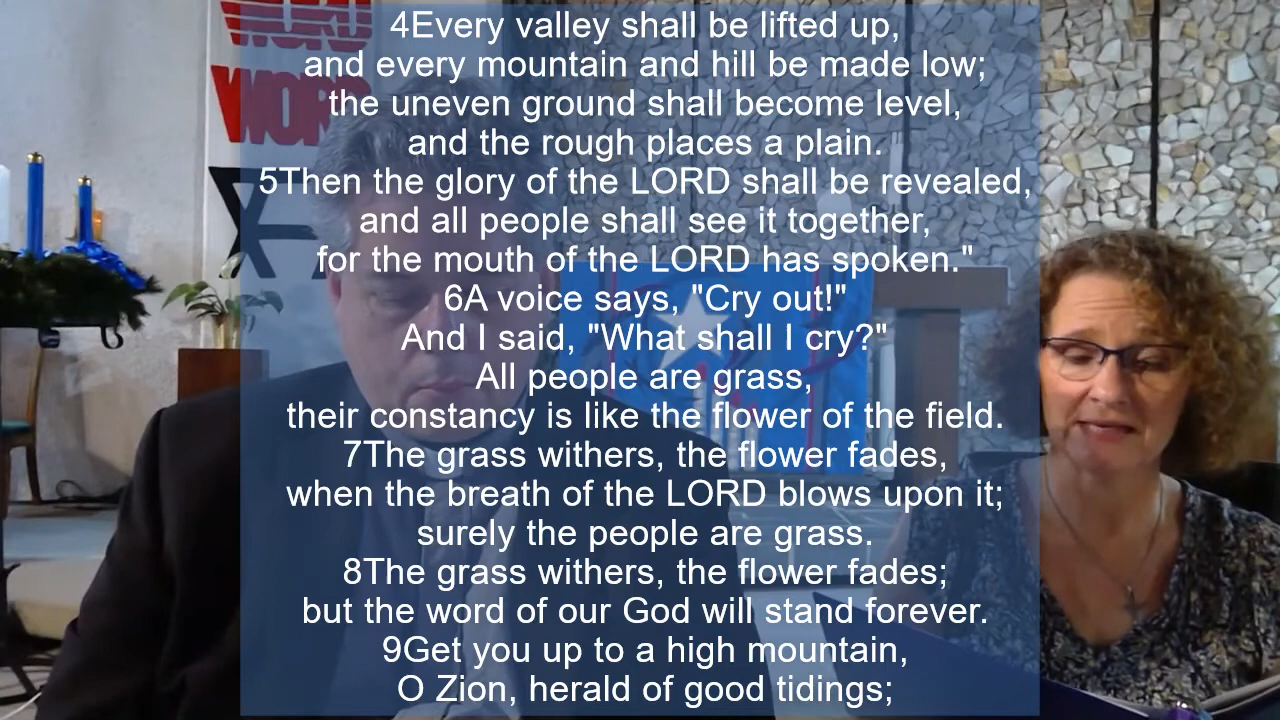 WORD
WORD
4Every valley shall be lifted up,
and every mountain and hill be made low;
the uneven ground shall become level,
and the rough places a plain.
5Then the glory of the LORD shall be revealed,
and all people shall see it together,
for the mouth of the LORD has spoken."
6A voice says, "Cry out!"
And I said, "What shall I cry?"
All people are grass,
their constancy is like the flower of the field.
7The grass withers, the flower fades,
when the breath of the LORD blows upon it;
surely the people are grass.
8The grass withers, the flower fades;
but the word of our God will stand forever.
9Get you up to a high mountain,
O Zion, herald of good tidings;